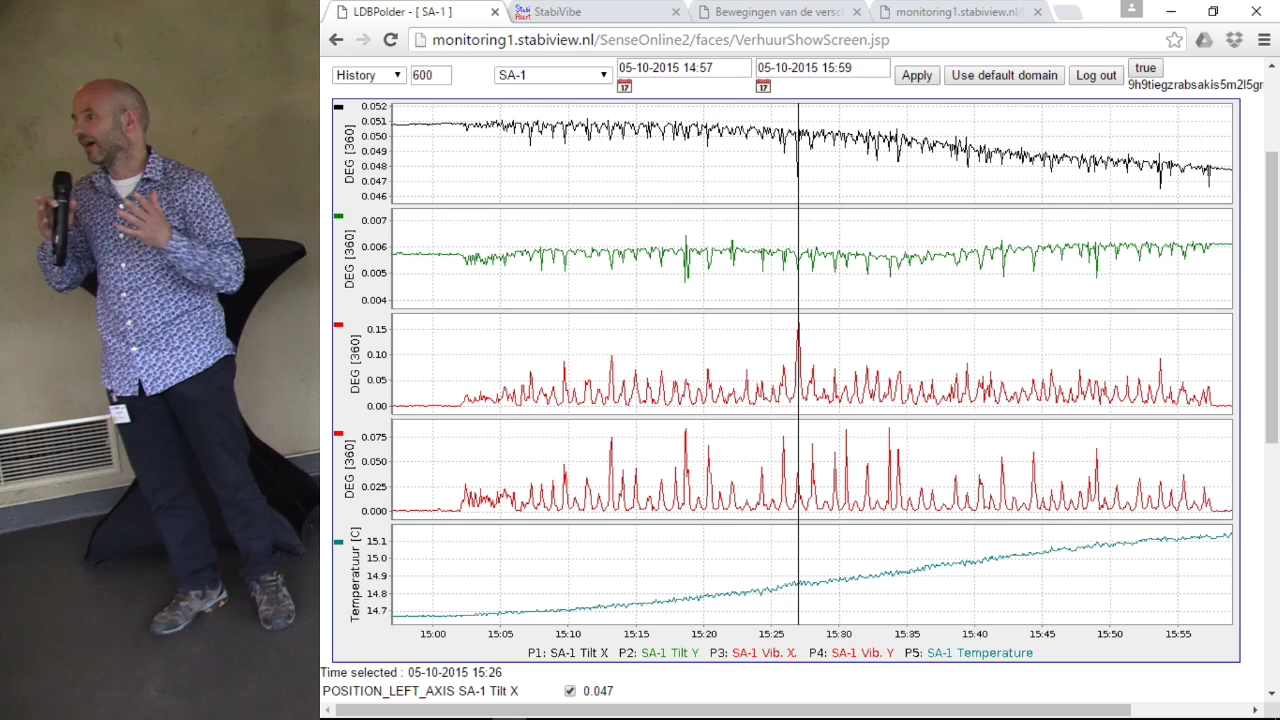 LDBPolder - [ SA-1 ]
Stabi Start StabiVibe
Bewegingen van de versc
monitoring1.stabiview.nl/
monitoring1.stabiview.nl/SenseOnline2/faces/VerhuurShowScreen.jsp
History 600 SA-1 05-10-2015 14:57 05-10-2015 15:59 Apply Use default domain Log out true
17 17 9h9tiegzrabsakis5m2l5gr
DEG [360]
0.052
0.051
0.050
0.049
0.048
0.047
0.046
DEG [360]
0.007
0.006
0.005
0.004
DEG [360]
0.15
0.10
0.05
0.00
DEG [360]
0.075
0.050
0.025
0.000
Temperatuur [C]
15.1
15.0
14.9
14.8
14.7
15:00 15:05 15:10 15:15 15:20 15:25 15:30 15:35 15:40 15:45 15:50 15:55
P1: SA-1 Tilt X P2: SA-1 Tilt Y P3: SA-1 Vib. X. P4: SA-1 Vib. Y P5: SA-1 Temperature
Time selected : 05-10-2015 15:26
POSITION_LEFT_AXIS SA-1 Tilt X 0.047